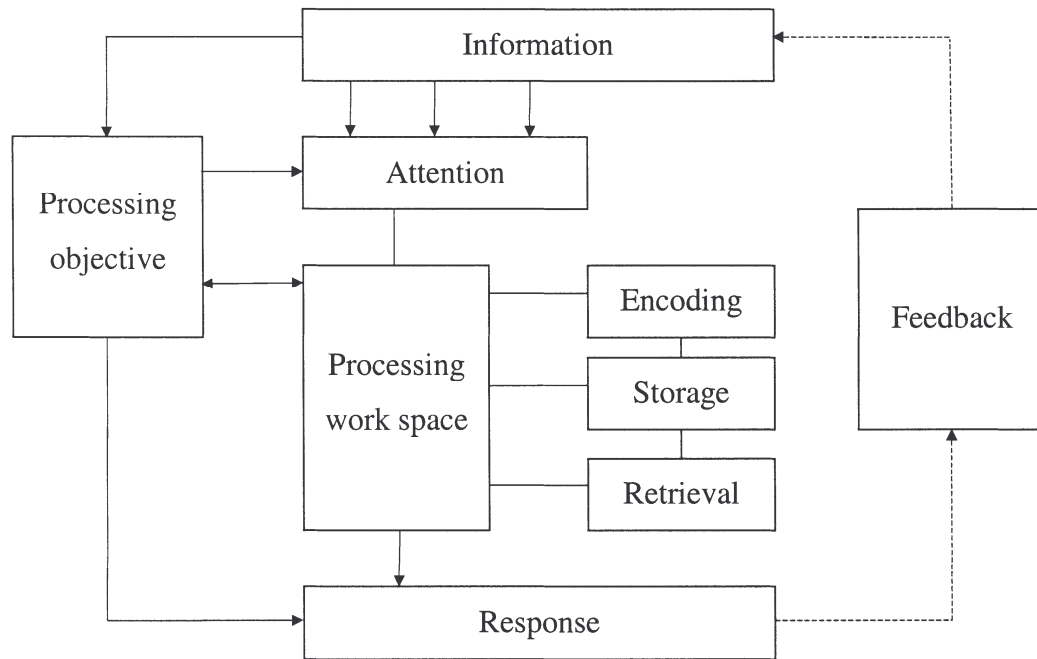 Information
Attention
Processing
objective
Processing
work space
Encoding
Storage
Retrieval
Feedback
Response